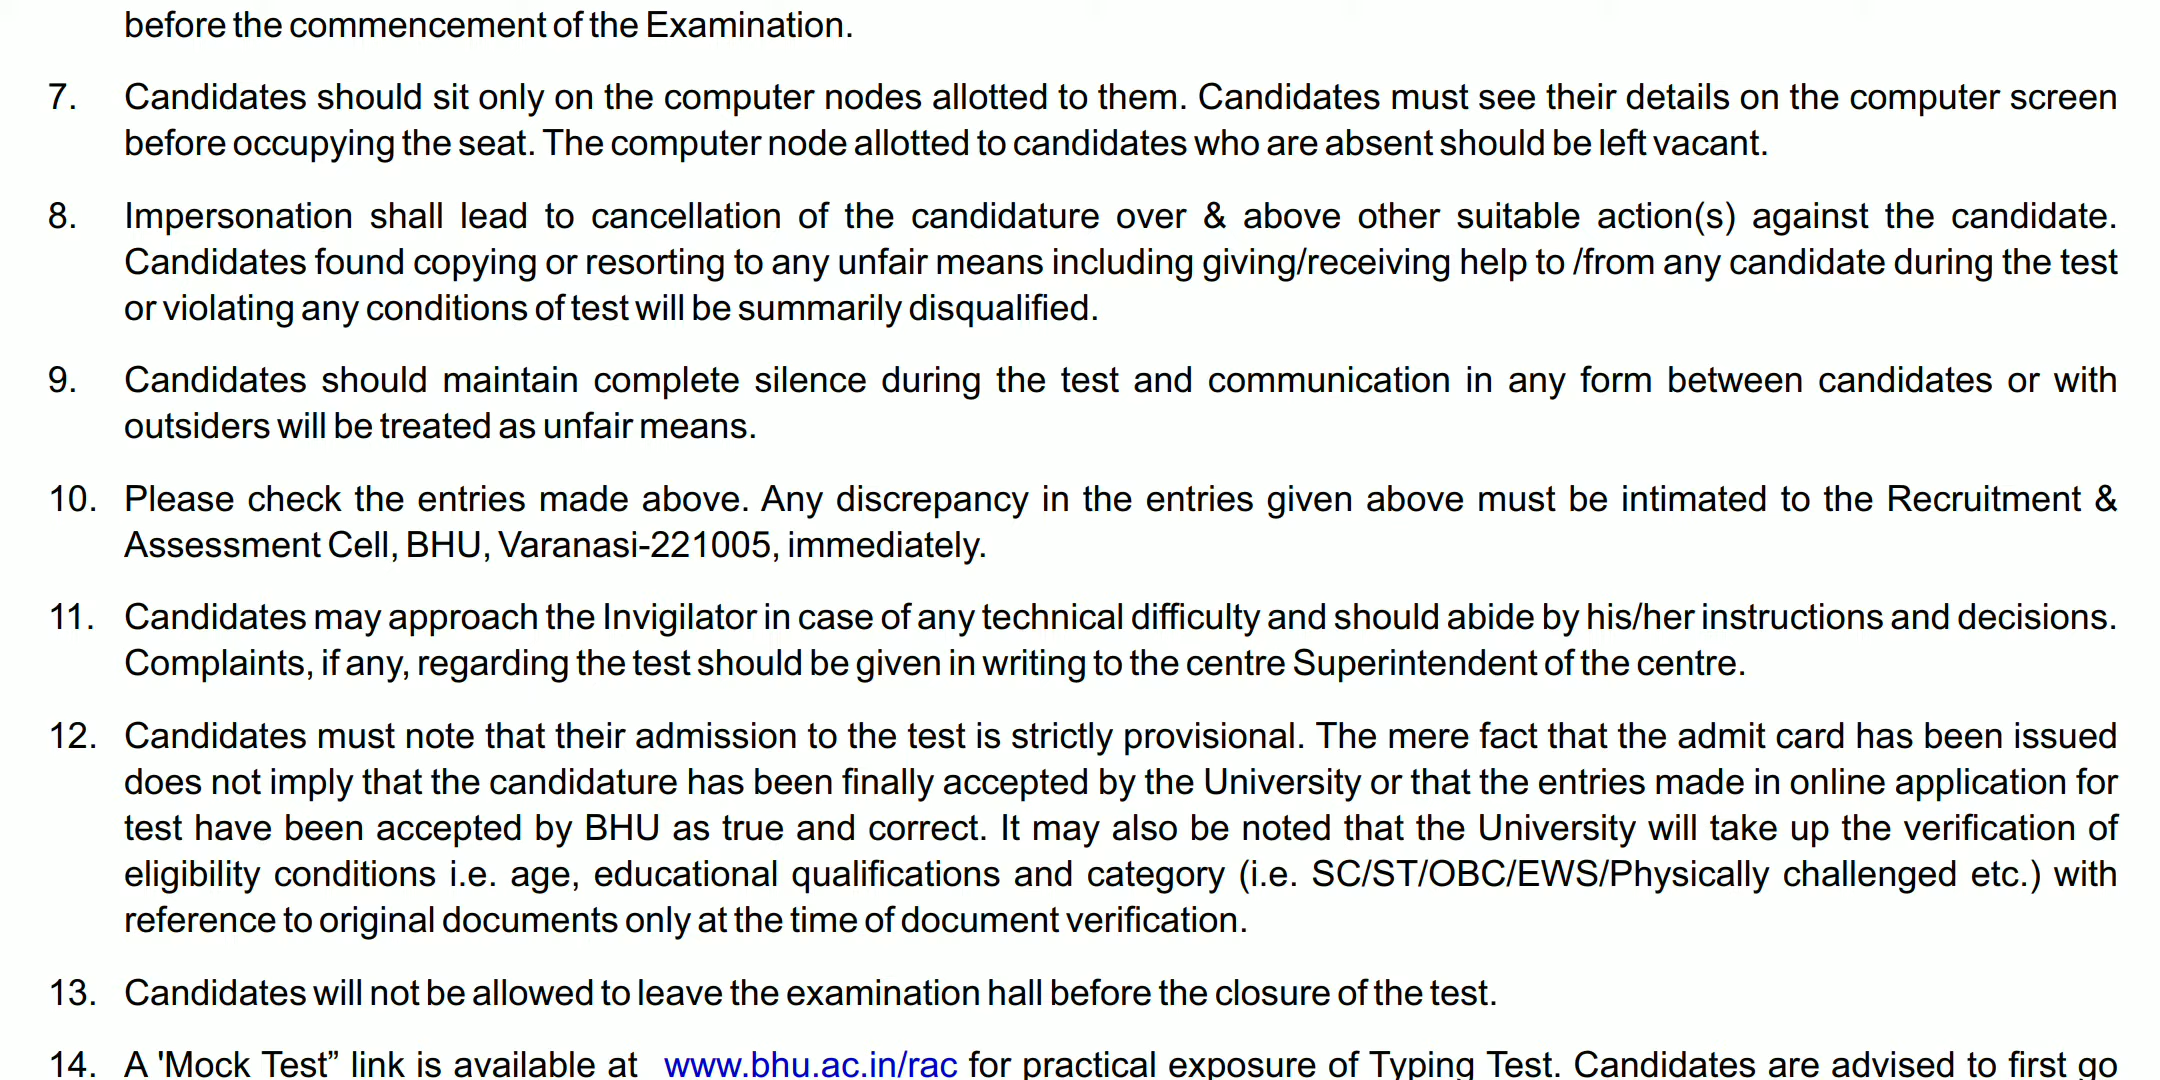 before the commencement of the Examination.
7. Candidates should sit only on the computer nodes allotted to them. Candidates must see their details on the computer screen
before occupying the seat. The computer node allotted to candidates who are absent should be left vacant.
8. Impersonation shall lead to cancellation of the candidature over & above other suitable action(s) against the candidate.
Candidates found copying or resorting to any unfair means including giving/receiving help to /from any candidate during the test
or violating any conditions of test will be summarily disqualified.
9. Candidates should maintain complete silence during the test and communication in any form between candidates or with
outsiders will be treated as unfair means.
10. Please check the entries made above. Any discrepancy in the entries given above must be intimated to the Recruitment &
Assessment Cell, BHU, Varanasi-221005, immediately.
11. Candidates may approach the Invigilator in case of any technical difficulty and should abide by his/her instructions and decisions.
Complaints, if any, regarding the test should be given in writing to the centre Superintendent of the centre.
12. Candidates must note that their admission to the test is strictly provisional. The mere fact that the admit card has been issued
does not imply that the candidature has been finally accepted by the University or that the entries made in online application for
test have been accepted by BHU as true and correct. It may also be noted that the University will take up the verification of
eligibility conditions i.e. age, educational qualifications and category (i.e. SC/ST/OBC/EWS/Physically challenged etc.) with
reference to original documents only at the time of document verification.
13. Candidates will not be allowed to leave the examination hall before the closure of the test.
14. A 'Mock Test” link is available at www.bhu.ac.in/rac for practical exposure of Typing Test. Candidates are advised to first go